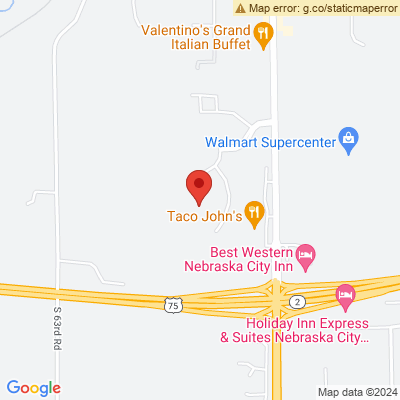 Map error: g.co/staticmaperror
Valentino's Grand
Italian Buffet
Walmart Supercenter
Taco John's
Best Western
Nebraska City Inn
75
2
S 63rd Rd
Holiday Inn Express
& Suites Nebraska City...
Google
Map data ©2024